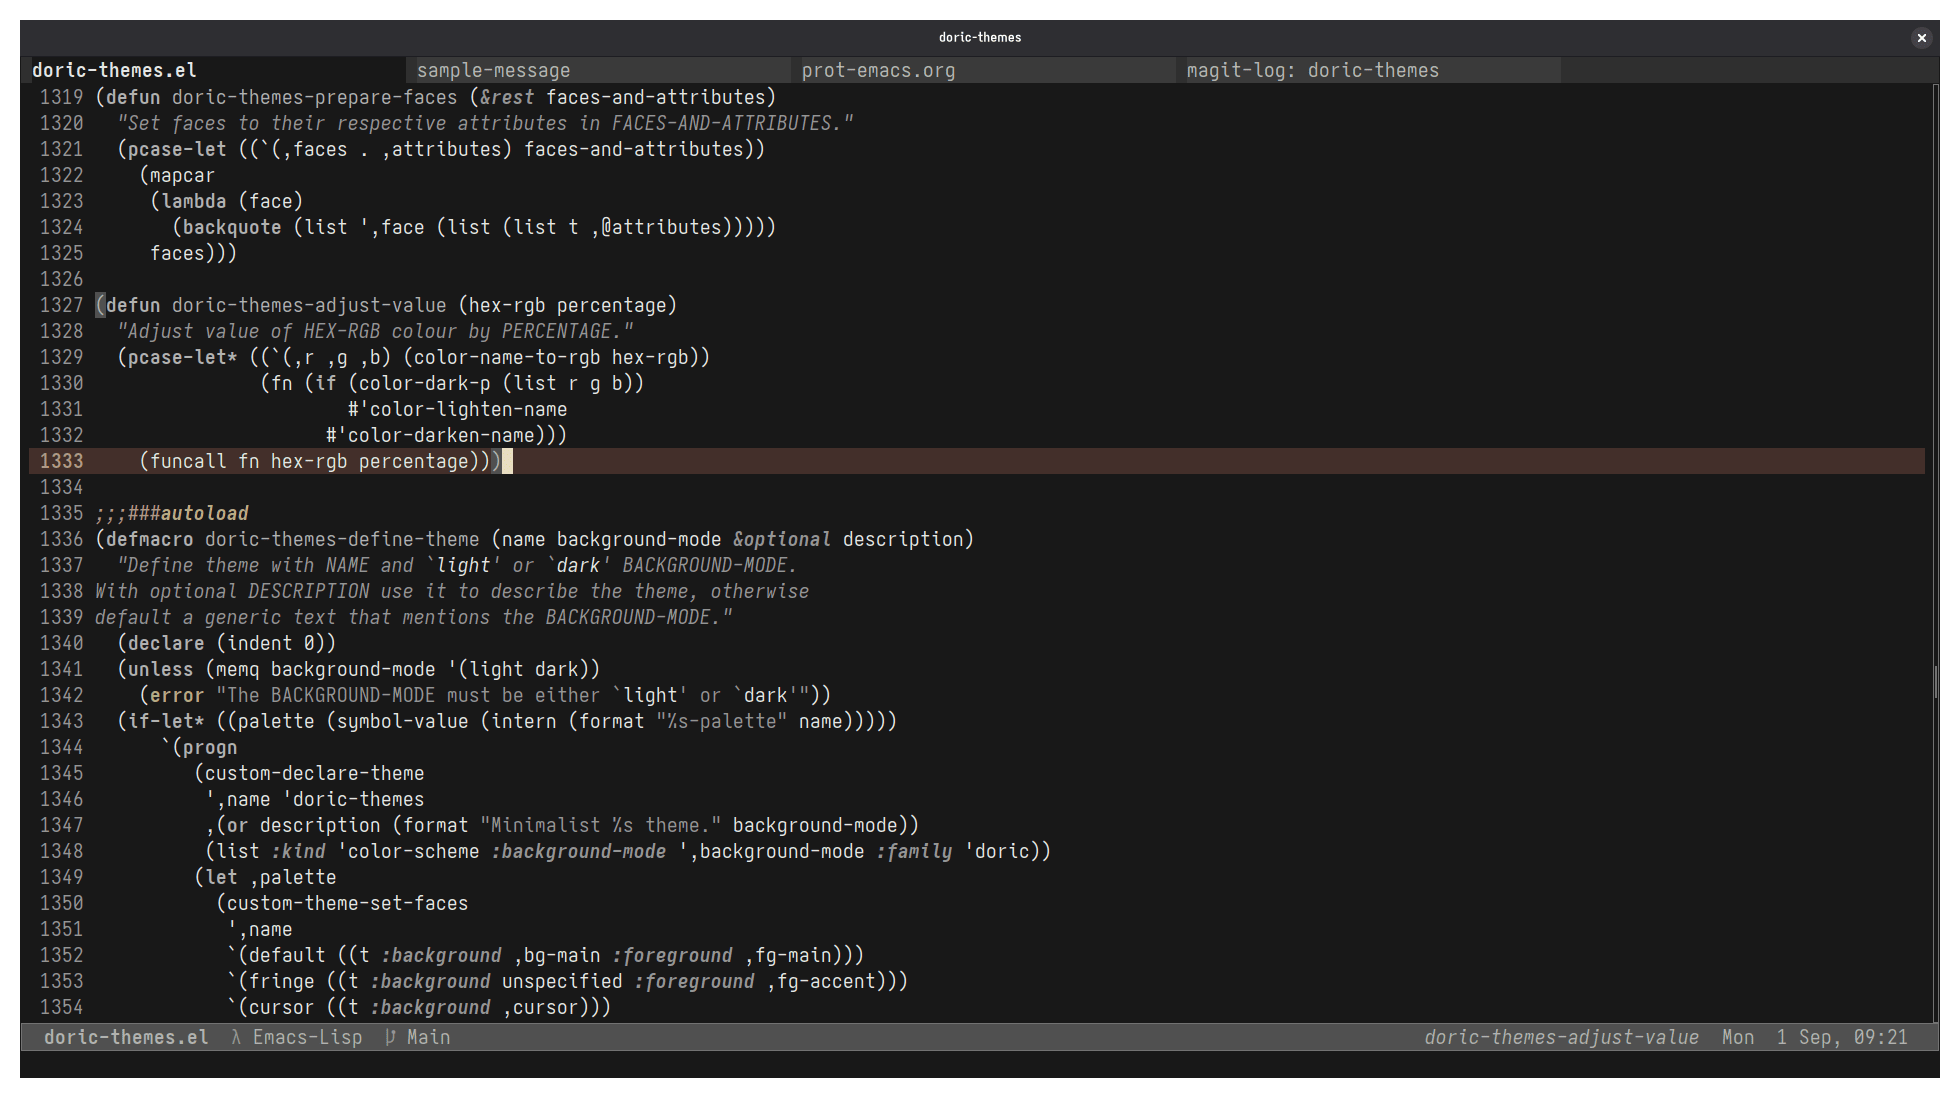 doric-themes
doric-themes.el sample-message prot-emacs.org magit-log: doric-themes
1319 (defun doric-themes-prepare-faces (&rest faces-and-attributes)
1320   "Set faces to their respective attributes in FACES-AND-ATTRIBUTES."
1321   (pcase-let ((`(,faces . ,attributes) faces-and-attributes))
1322     (mapcar
1323      (lambda (face)
1324        (backquote (list ',face (list (list t ,@attributes)))))
1325      faces)))
1326
1327 (defun doric-themes-adjust-value (hex-rgb percentage)
1328   "Adjust value of HEX-RGB colour by PERCENTAGE."
1329   (pcase-let* ((`(,r ,g ,b) (color-name-to-rgb hex-rgb))
1330                (fn (if (color-dark-p (list r g b))
1331                        #'color-lighten-name
1332                      #'color-darken-name)))
1333     (funcall fn hex-rgb percentage)))
1334
1335 ;;;###autoload
1336 (defmacro doric-themes-define-theme (name background-mode &optional description)
1337   "Define theme with NAME and `light' or `dark' BACKGROUND-MODE.
1338 With optional DESCRIPTION use it to describe the theme, otherwise
1339 default a generic text that mentions the BACKGROUND-MODE."
1340   (declare (indent 0))
1341   (unless (memq background-mode '(light dark))
1342     (error "The BACKGROUND-MODE must be either `light' or `dark'"))
1343   (if-let* ((palette (symbol-value (intern (format "%s-palette" name)))))
1344       `(progn
1345          (custom-declare-theme
1346           ',name 'doric-themes
1347           ,(or description (format "Minimalist %s theme." background-mode))
1348           (list :kind 'color-scheme :background-mode ',background-mode :family 'doric))
1349          (let ,palette
1350            (custom-theme-set-faces
1351             ',name
1352             `(default ((t :background ,bg-main :foreground ,fg-main)))
1353             `(fringe ((t :background unspecified :foreground ,fg-accent)))
1354             `(cursor ((t :background ,cursor)))
doric-themes.el λ Emacs-Lisp Main doric-themes-adjust-value Mon 1 Sep, 09:21